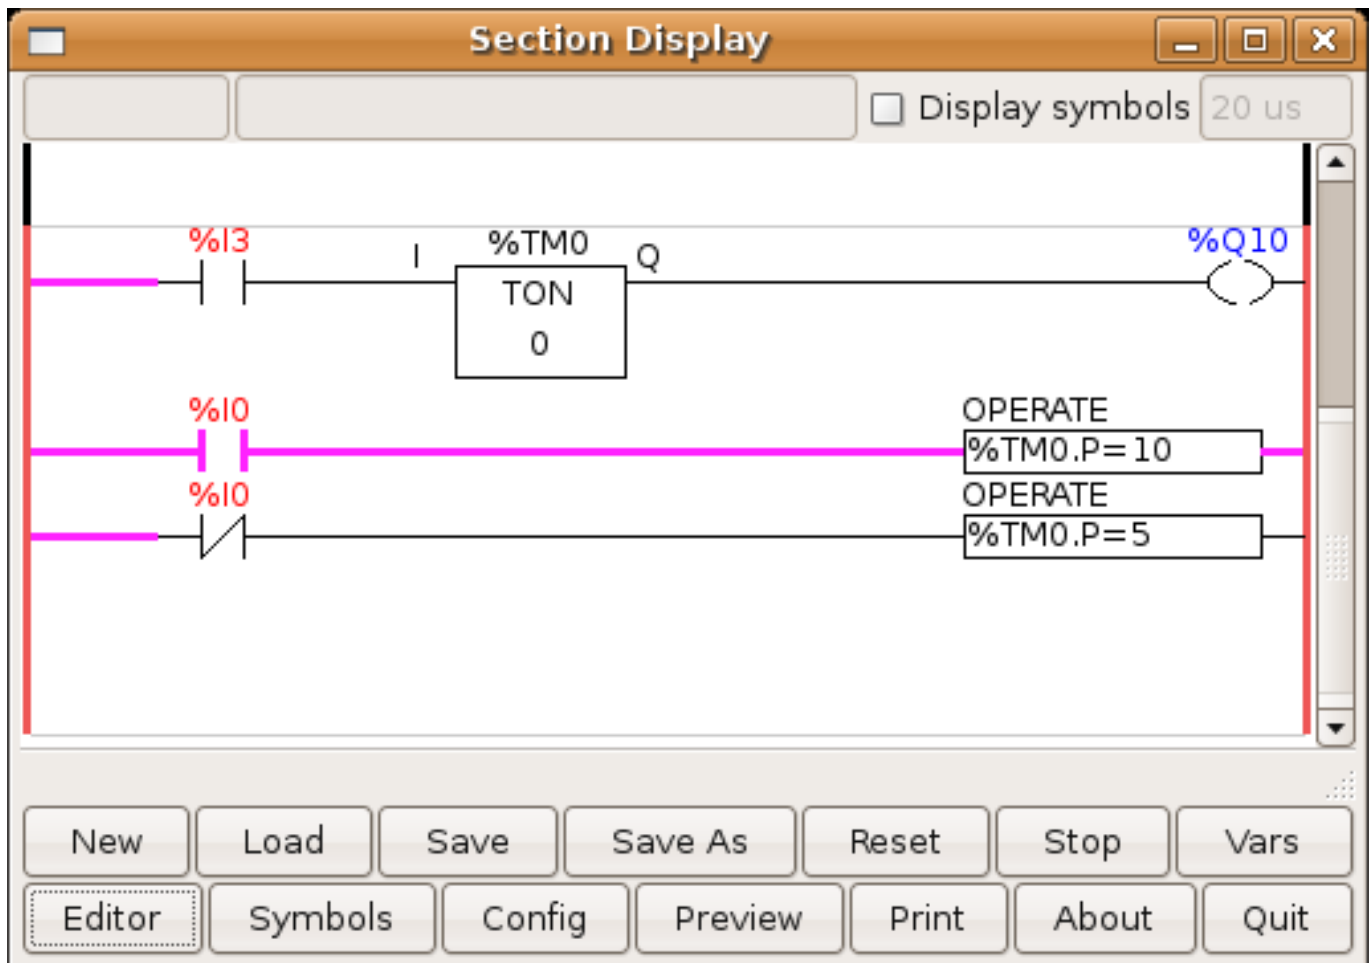 Section Display
Display symbols 20 us
%I3 I %TM0 Q %Q10
TON
0
%I0 OPERATE
%TM0.P=10
%I0 OPERATE
%TM0.P=5
New Load Save Save As Reset Stop Vars
Editor Symbols Config Preview Print About Quit